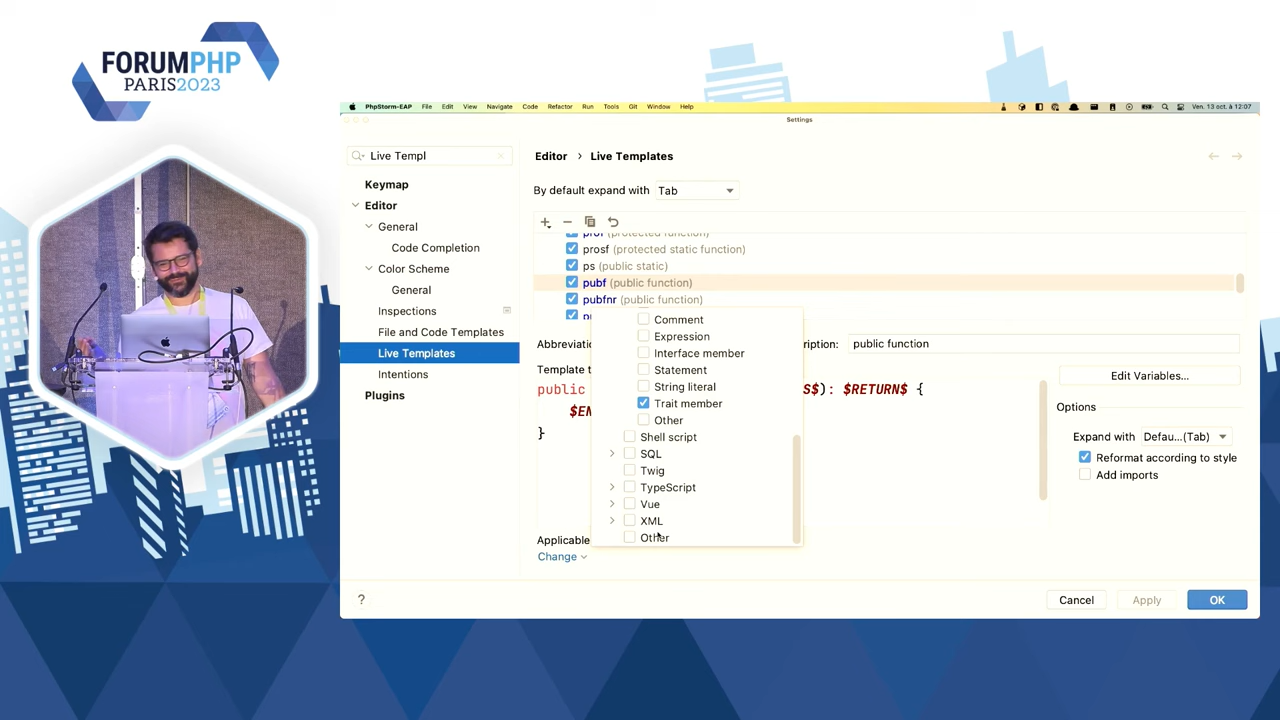 FORUMPHP
PARIS2023
PhpStorm-EAP File Edit View Navigate Code Refactor Run Tools Git Window Help
Ven. 13 oct. à 12:07
Settings
Live Templ
Keymap
Editor
General
Code Completion
Color Scheme
General
Inspections
File and Code Templates
Live Templates
Intentions
Plugins
Editor › Live Templates
By default expand with Tab
prof (protected function)
prosf (protected static function)
ps (public static)
pubf (public function)
pubfnr (public function)
Comment
Expression
Interface member
Statement
String literal
Trait member
Other
Shell script
SQL
Twig
TypeScript
Vue
XML
Other
Abbreviatio
ription: public function
Template t
public
S$): $RETURN$ {
$EN
}
Applicable
Change
Edit Variables...
Options
Expand with Defau...(Tab)
Reformat according to style
Add imports
?
Cancel
Apply
OK